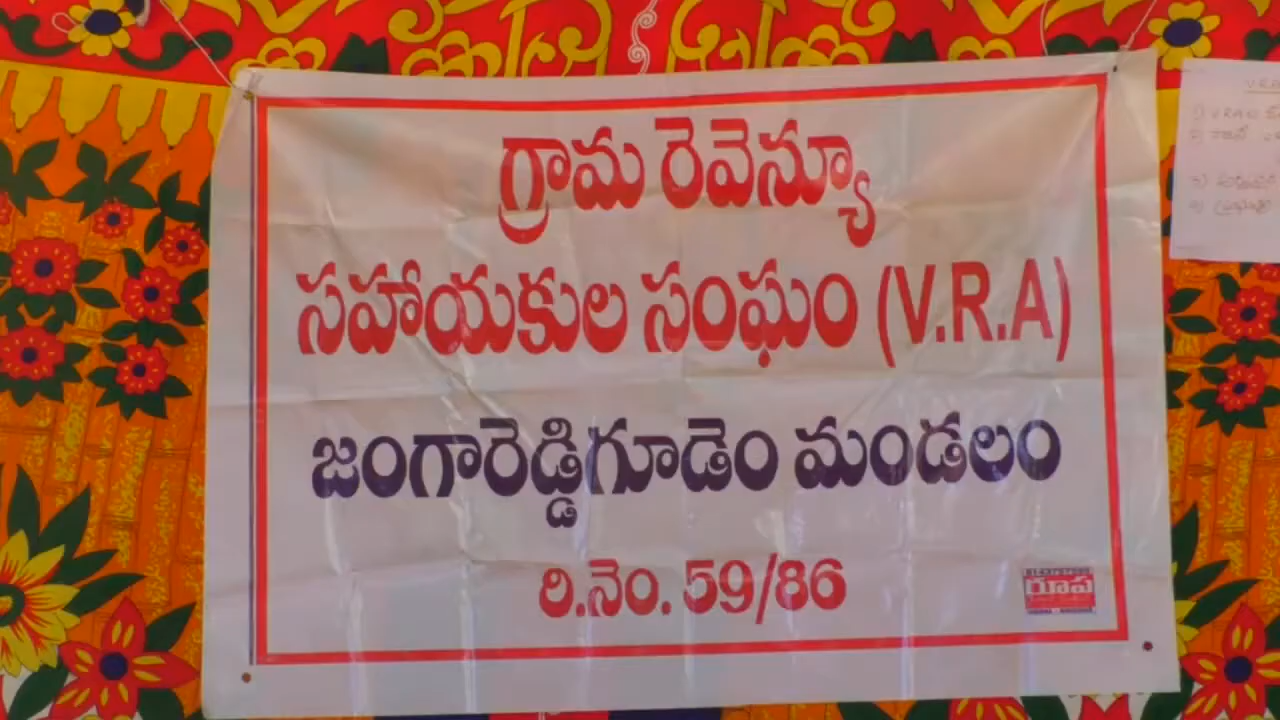 గ్రామ రెవెన్యూ
సహాయకుల సంఘం (V.R.A)
జంగారెడ్డిగూడెం మండలం
రి.నెం. 59/86
రూప